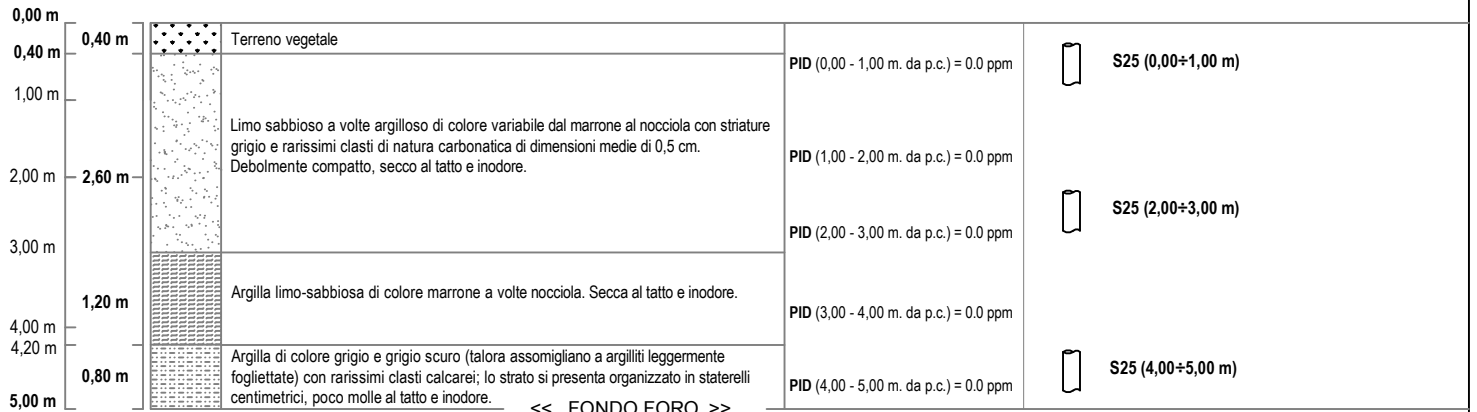 0,00 m
0,40 m
0,40 m
1,00 m
2,00 m
2,60 m
3,00 m
1,20 m
4,00 m
4,20 m
0,80 m
5,00 m
Terreno vegetale
Limo sabbioso a volte argilloso di colore variabile dal marrone al nocciola con striature
grigio e rarissimi clasti di natura carbonatica di dimensioni medie di 0,5 cm.
Debolmente compatto, secco al tatto e inodore.
Argilla limo-sabbiosa di colore marrone a volte nocciola. Secca al tatto e inodore.
Argilla di colore grigio e grigio scuro (talora assomigliano a argilliti leggermente
fogliettate) con rarissimi clasti calcarei; lo strato si presenta organizzato in staterelli
centimetrici, poco molle al tatto e inodore.
<< FONDO FORO >>
PID (0,00 - 1,00 m. da p.c.) = 0.0 ppm
PID (1,00 - 2,00 m. da p.c.) = 0.0 ppm
PID (2,00 - 3,00 m. da p.c.) = 0.0 ppm
PID (3,00 - 4,00 m. da p.c.) = 0.0 ppm
PID (4,00 - 5,00 m. da p.c.) = 0.0 ppm
S25 (0,00÷1,00 m)
S25 (2,00÷3,00 m)
S25 (4,00÷5,00 m)